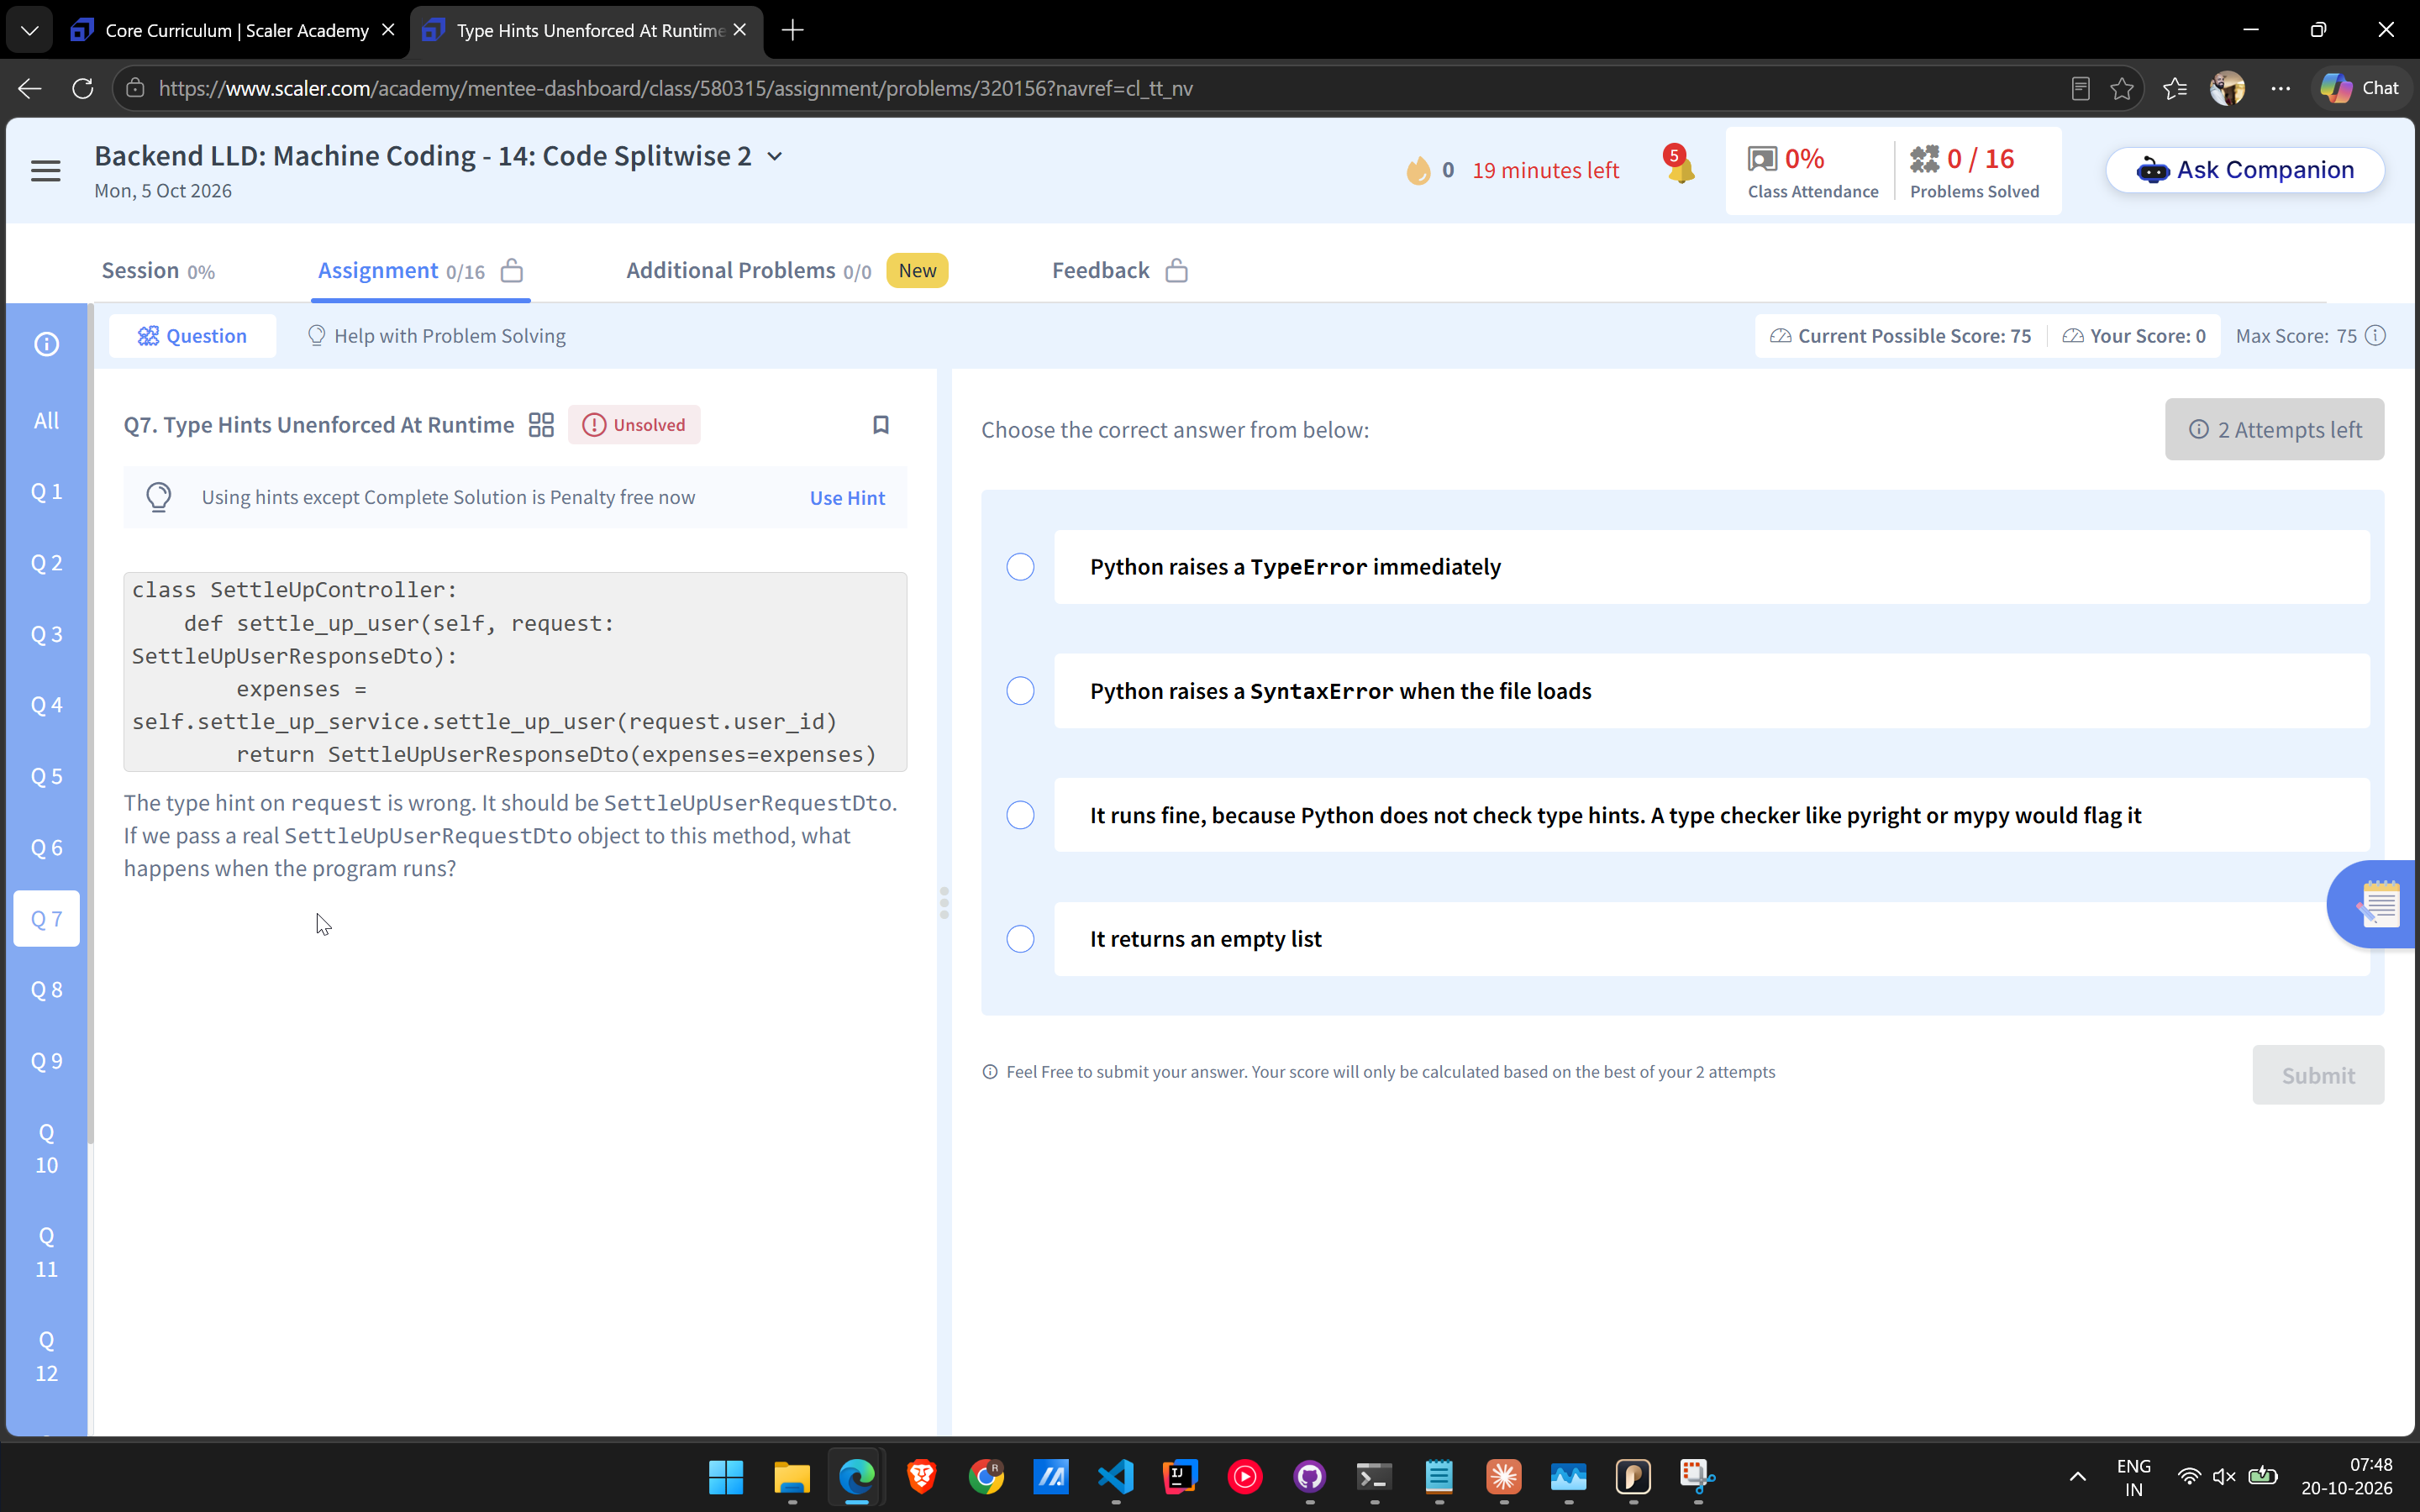 Core Curriculum | Scaler Academy
Type Hints Unenforced At Runtime
https://www.scaler.com/academy/mentee-dashboard/class/580315/assignment/problems/320156?navref=cl_tt_nv
Chat
Backend LLD: Machine Coding - 14: Code Splitwise 2
Mon, 5 Oct 2026
0
19 minutes left
5
0%
Class Attendance
0 / 16
Problems Solved
Ask Companion
Session 0%
Assignment 0/16
Additional Problems 0/0
New
Feedback
Question
Help with Problem Solving
Current Possible Score: 75
Your Score: 0
Max Score: 75
All
Q 1
Q 2
Q 3
Q 4
Q 5
Q 6
Q 7
Q 8
Q 9
Q
10
Q
11
Q
12
Q7. Type Hints Unenforced At Runtime
Unsolved
Using hints except Complete Solution is Penalty free now
Use Hint
class SettleUpController:
    def settle_up_user(self, request:
SettleUpUserResponseDto):
        expenses =
self.settle_up_service.settle_up_user(request.user_id)
        return SettleUpUserResponseDto(expenses=expenses)
The type hint on request is wrong. It should be SettleUpUserRequestDto.
If we pass a real SettleUpUserRequestDto object to this method, what
happens when the program runs?
Choose the correct answer from below:
2 Attempts left
Python raises a TypeError immediately
Python raises a SyntaxError when the file loads
It runs fine, because Python does not check type hints. A type checker like pyright or mypy would flag it
It returns an empty list
Feel Free to submit your answer. Your score will only be calculated based on the best of your 2 attempts
Submit
R
IJ
ENG
IN
07:48
20-10-2026